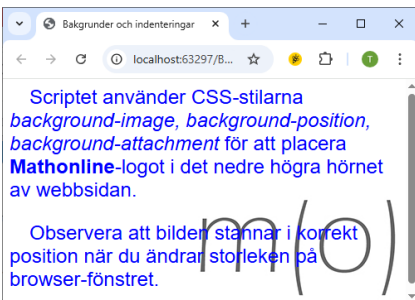 Bakgrunder och indenteringar
localhost:63297/B...
T
Scriptet använder CSS-stilarna
background-image, background-position,
background-attachment för att placera
Mathonline-logot i det nedre högra hörnet
av webbsidan.
m(o)
Observera att bilden stannar i korrekt
position när du ändrar storleken på
browser-fönstret.